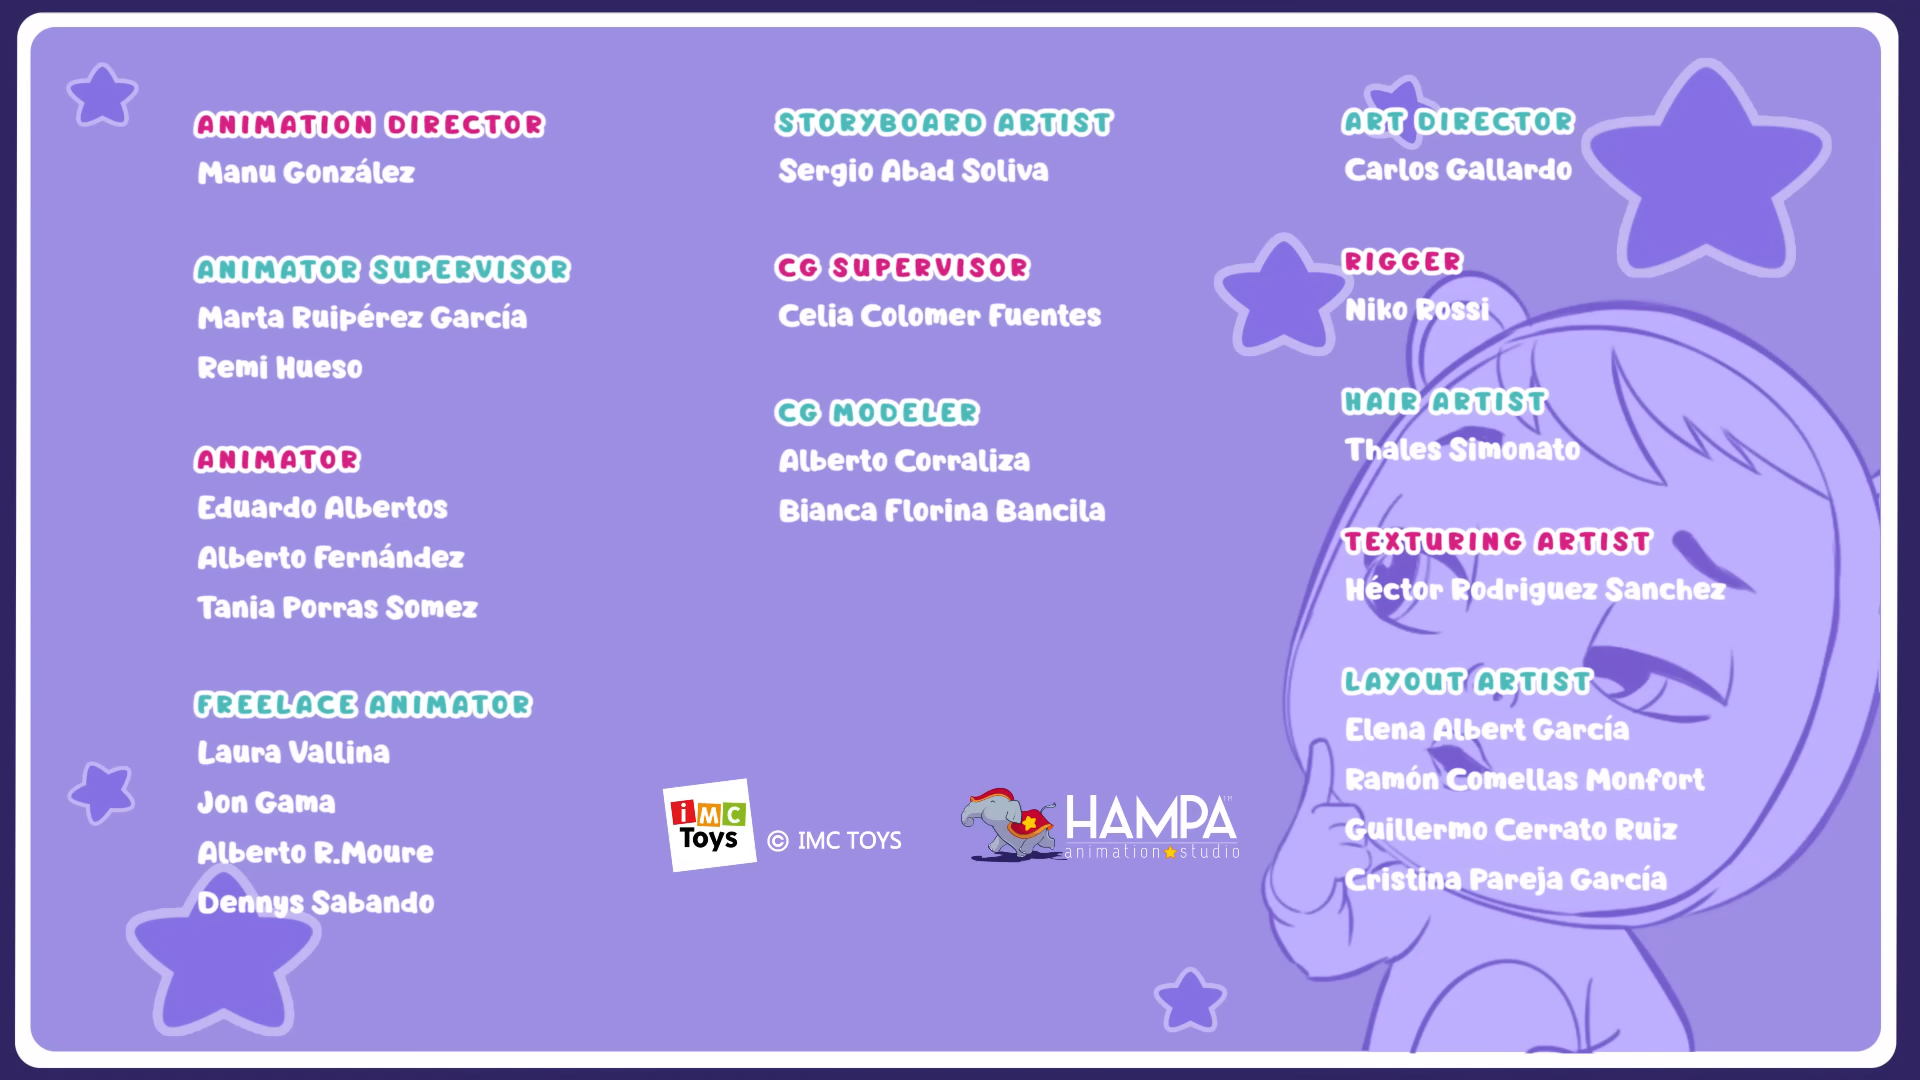 ANIMATION DIRECTOR
Manu González
ANIMATOR SUPERVISOR
Marta Ruipérez García
Remi Hueso
ANIMATOR
Eduardo Albertos
Alberto Fernández
Tania Porras Somez
FREELACE ANIMATOR
Laura Vallina
Jon Gama
Alberto R.Moure
Dennys Sabando
STORYBOARD ARTIST
Sergio Abad Soliva
CG SUPERVISOR
Celia Colomer Fuentes
CG MODELER
Alberto Corraliza
Bianca Florina Bancila
iMC
Toys
© IMC TOYS
HAMPA™
animation studio
ART DIRECTOR
Carlos Gallardo
RIGGER
Niko Rossi
HAIR ARTIST
Thales Simonato
TEXTURING ARTIST
Héctor Rodriguez Sanchez
LAYOUT ARTIST
Elena Albert García
Ramón Comellas Monfort
Guillermo Cerrato Ruiz
Cristina Pareja García